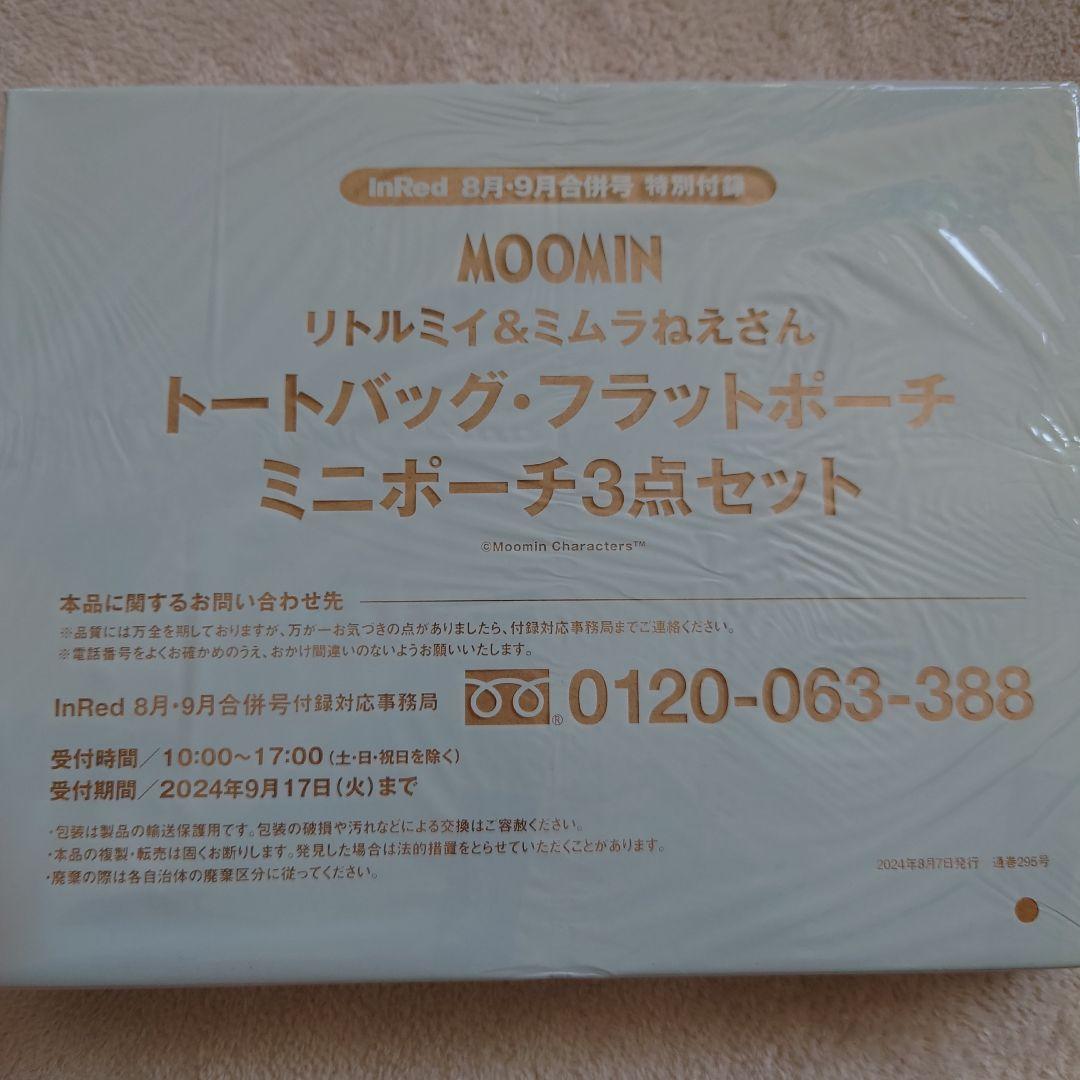 InRed 8月・9月合併号 特別付録
MOOMIN
リトルミイ&ミムラねえさん
トートバッグ・フラットポーチ
ミニポーチ3点セット
©Moomin Characters™
本品に関するお問い合わせ先
※品質には万全を期しておりますが、万が一お気づきの点がありましたら、付録対応事務局までご連絡ください。
※電話番号をよくお確かめのうえ、おかけ間違いのないようお願いいたします。
InRed 8月・9月合併号付録対応事務局 ® 0120-063-388
受付時間/10:00〜17:00(土・日・祝日を除く)
受付期間/2024年9月17日(火)まで
・包装は製品の輸送保護用です。包装の破損や汚れなどによる交換はご容赦ください。
・本品の複製・転売は固くお断りします。発見した場合は法的措置をとらせていただくことがあります。
・廃棄の際は各自治体の廃棄区分に従ってください。
2024年8月7日発行 通巻295号